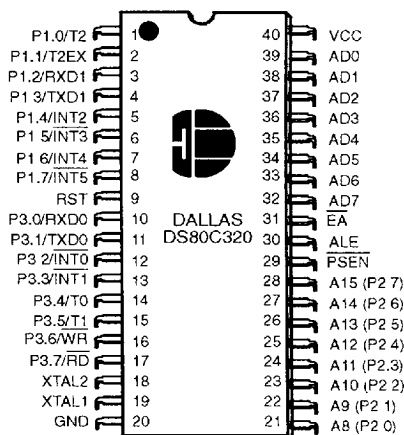 P1.0/T2 1 40 VCC
P1.1/T2EX 2 39 AD0
P1.2/RXD1 3 38 AD1
P1 3/TXD1 4 37 AD2
P1.4/INT2 5 36 AD3
P1 5/INT3 6 35 AD4
P1 6/INT4 7 34 AD5
P1.7/INT5 8 33 AD6
RST 9 32 AD7
P3.0/RXD0 10 31 EA
P3.1/TXD0 11 30 ALE
P3 2/INT0 12 29 PSEN
P3.3/INT1 13 28 A15 (P2 7)
P3.4/T0 14 27 A14 (P2 6)
P3.5/T1 15 26 A13 (P2 5)
P3.6/WR 16 25 A12 (P2 4)
P3.7/RD 17 24 A11 (P2.3)
XTAL2 18 23 A10 (P2 2)
XTAL1 19 22 A9 (P2 1)
GND 20 21 A8 (P2 0)
DALLAS
DS80C320